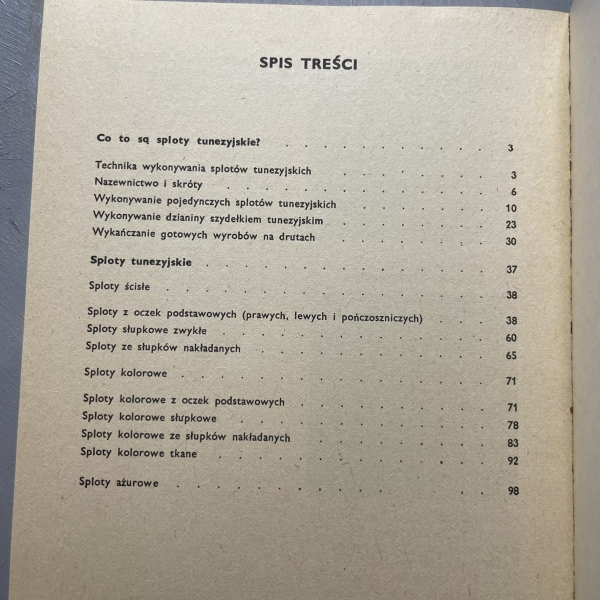 SPIS TREŚCI
Co to są sploty tunezyjskie? . . . . . . . . 3
Technika wykonywania splotów tunezyjskich . . . . . . 3
Nazewnictwo i skróty . . . . . . . . . . 6
Wykonywanie pojedynczych splotów tunezyjskich . . . . . 10
Wykonywanie dzianiny szydełkiem tunezyjskim . . . . . 23
Wykańczanie gotowych wyrobów na drutach . . . . . . 30
Sploty tunezyjskie . . . . . . . . . . 37
Sploty ścisłe . . . . . . . . . . . . 38
Sploty z oczek podstawowych (prawych, lewych i pończoszniczych) . . 38
Sploty słupkowe zwykłe . . . . . . . . . . 60
Sploty ze słupków nakładanych . . . . . . . . 65
Sploty kolorowe . . . . . . . . . . . 71
Sploty kolorowe z oczek podstawowych . . . . . . . 71
Sploty kolorowe słupkowe . . . . . . . . . 78
Sploty kolorowe ze słupków nakładanych . . . . . . 83
Sploty kolorowe tkane . . . . . . . . . . 92
Sploty ażurowe . . . . . . . . . . . 98